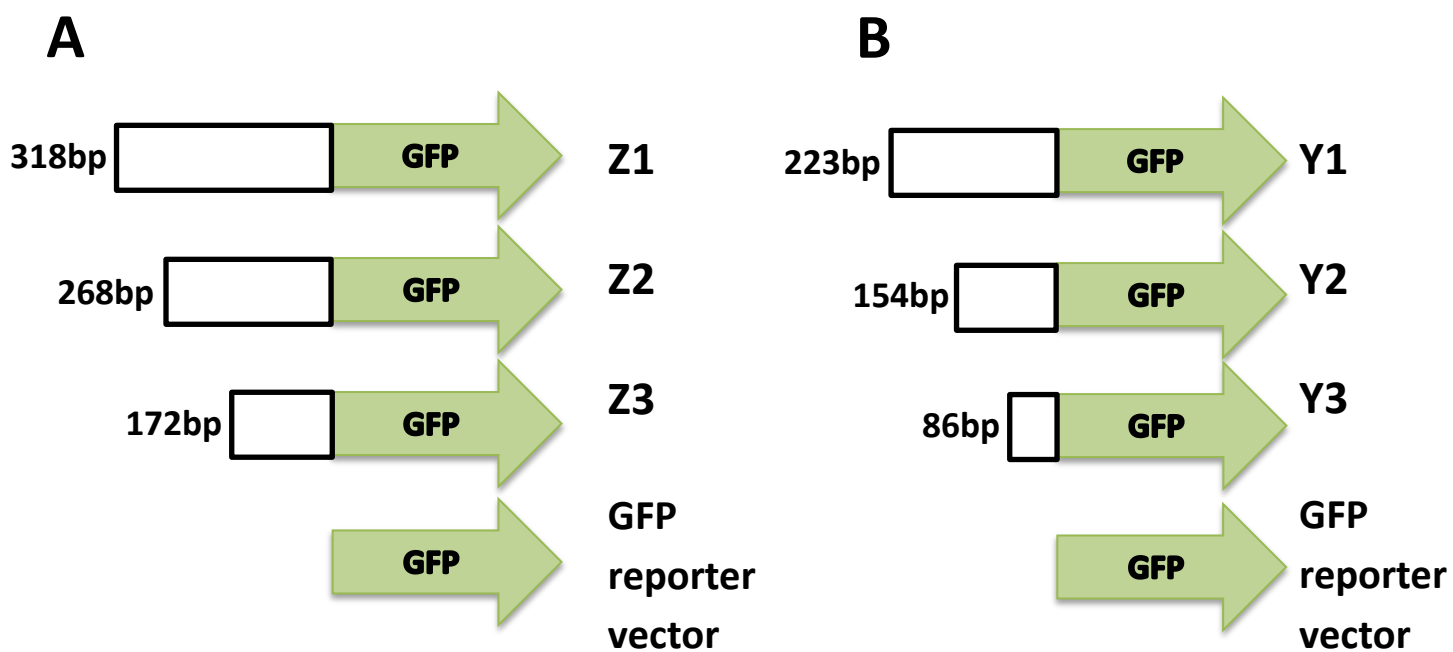 A
318bp
GFP
Z1
268bp
GFP
Z2
172bp
GFP
Z3
GFP
GFP
reporter
vector
B
223bp
GFP
Y1
154bp
GFP
Y2
86bp
GFP
Y3
GFP
GFP
reporter
vector